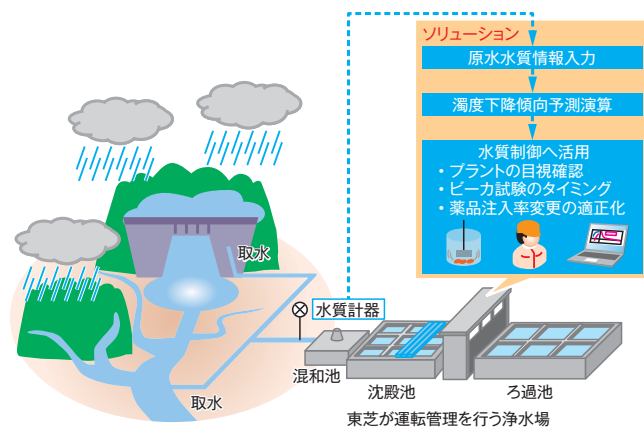 ソリューション
原水水質情報入力
濁度下降傾向予測演算
水質制御へ活用
・プラントの目視確認
・ビーカ試験のタイミング
・薬品注入率変更の適正化
取水
水質計器
混和池
沈殿池
ろ過池
取水
東芝が運転管理を行う浄水場